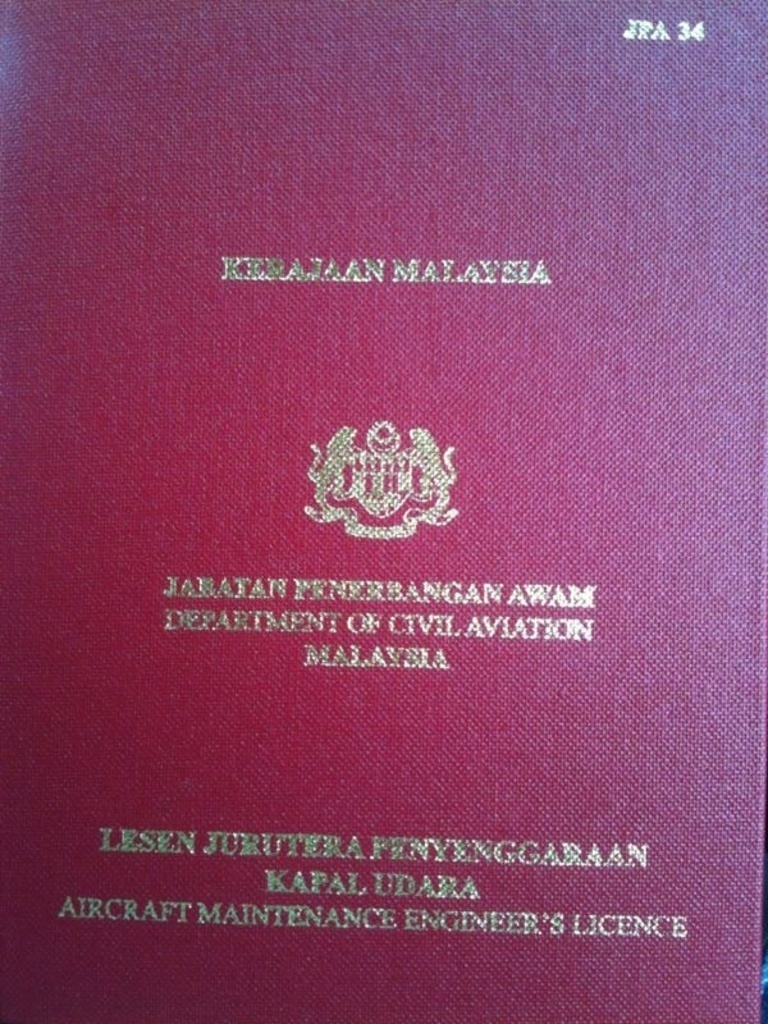 JPA 34
KERAJAAN MALAYSIA
JABATAN PENERBANGAN AWAM
DEPARTMENT OF CIVIL AVIATION
MALAYSIA
LESEN JURUTERA PENYENGGARAAN
KAPAL UDARA
AIRCRAFT MAINTENANCE ENGINEER'S LICENCE